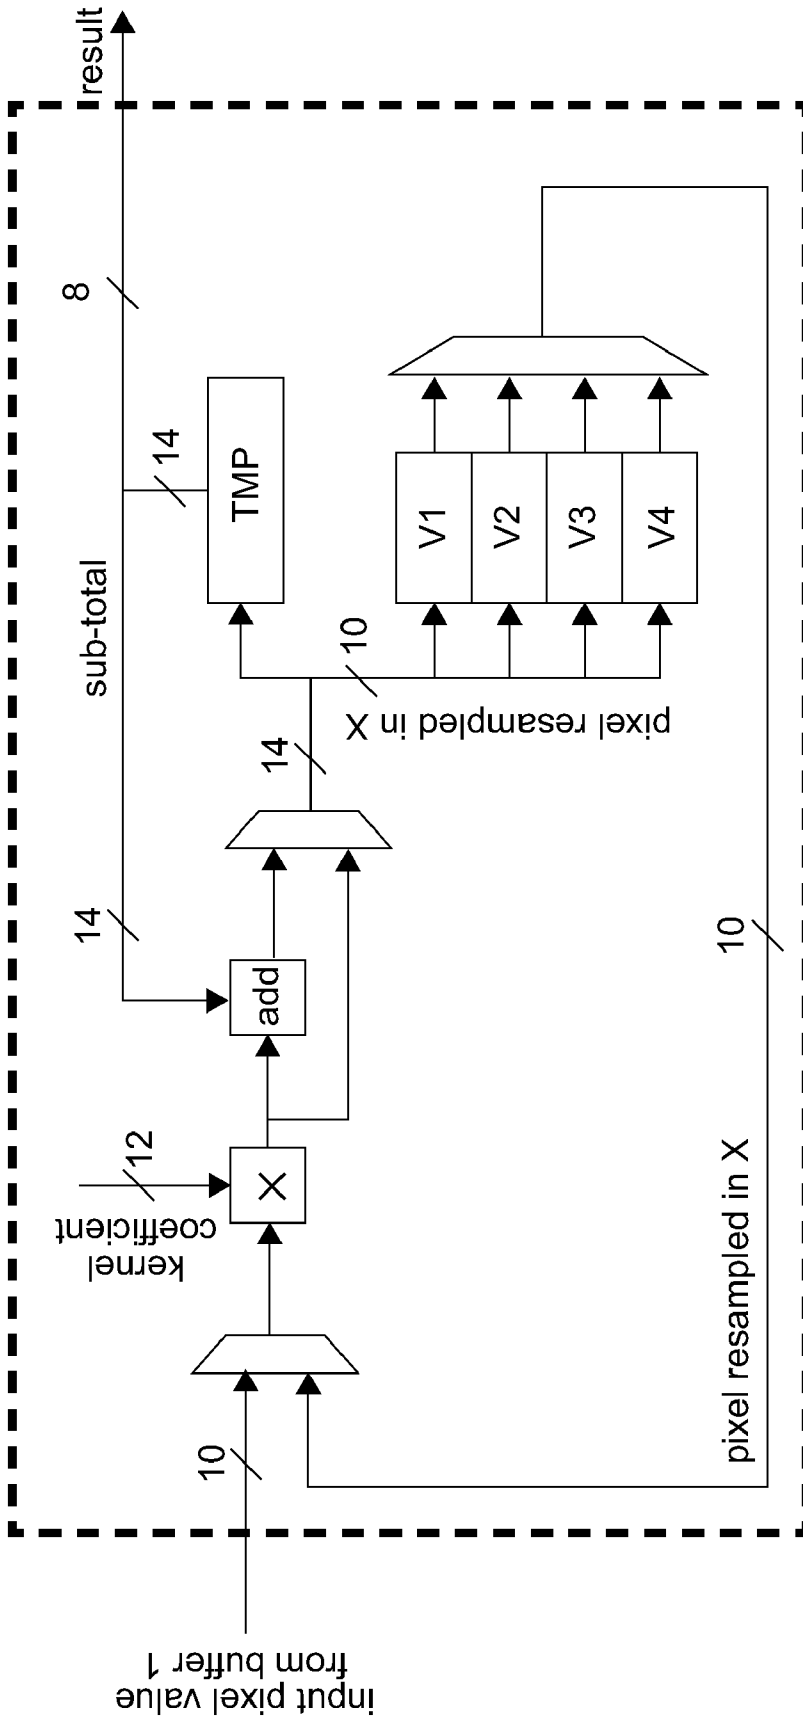 input pixel value
from buffer 1
10
kernel
coefficient
12
X
add
14
sub-total
14
TMP
14
8
result
pixel resampled in X
10
V1
V2
V3
V4
10
pixel resampled in X